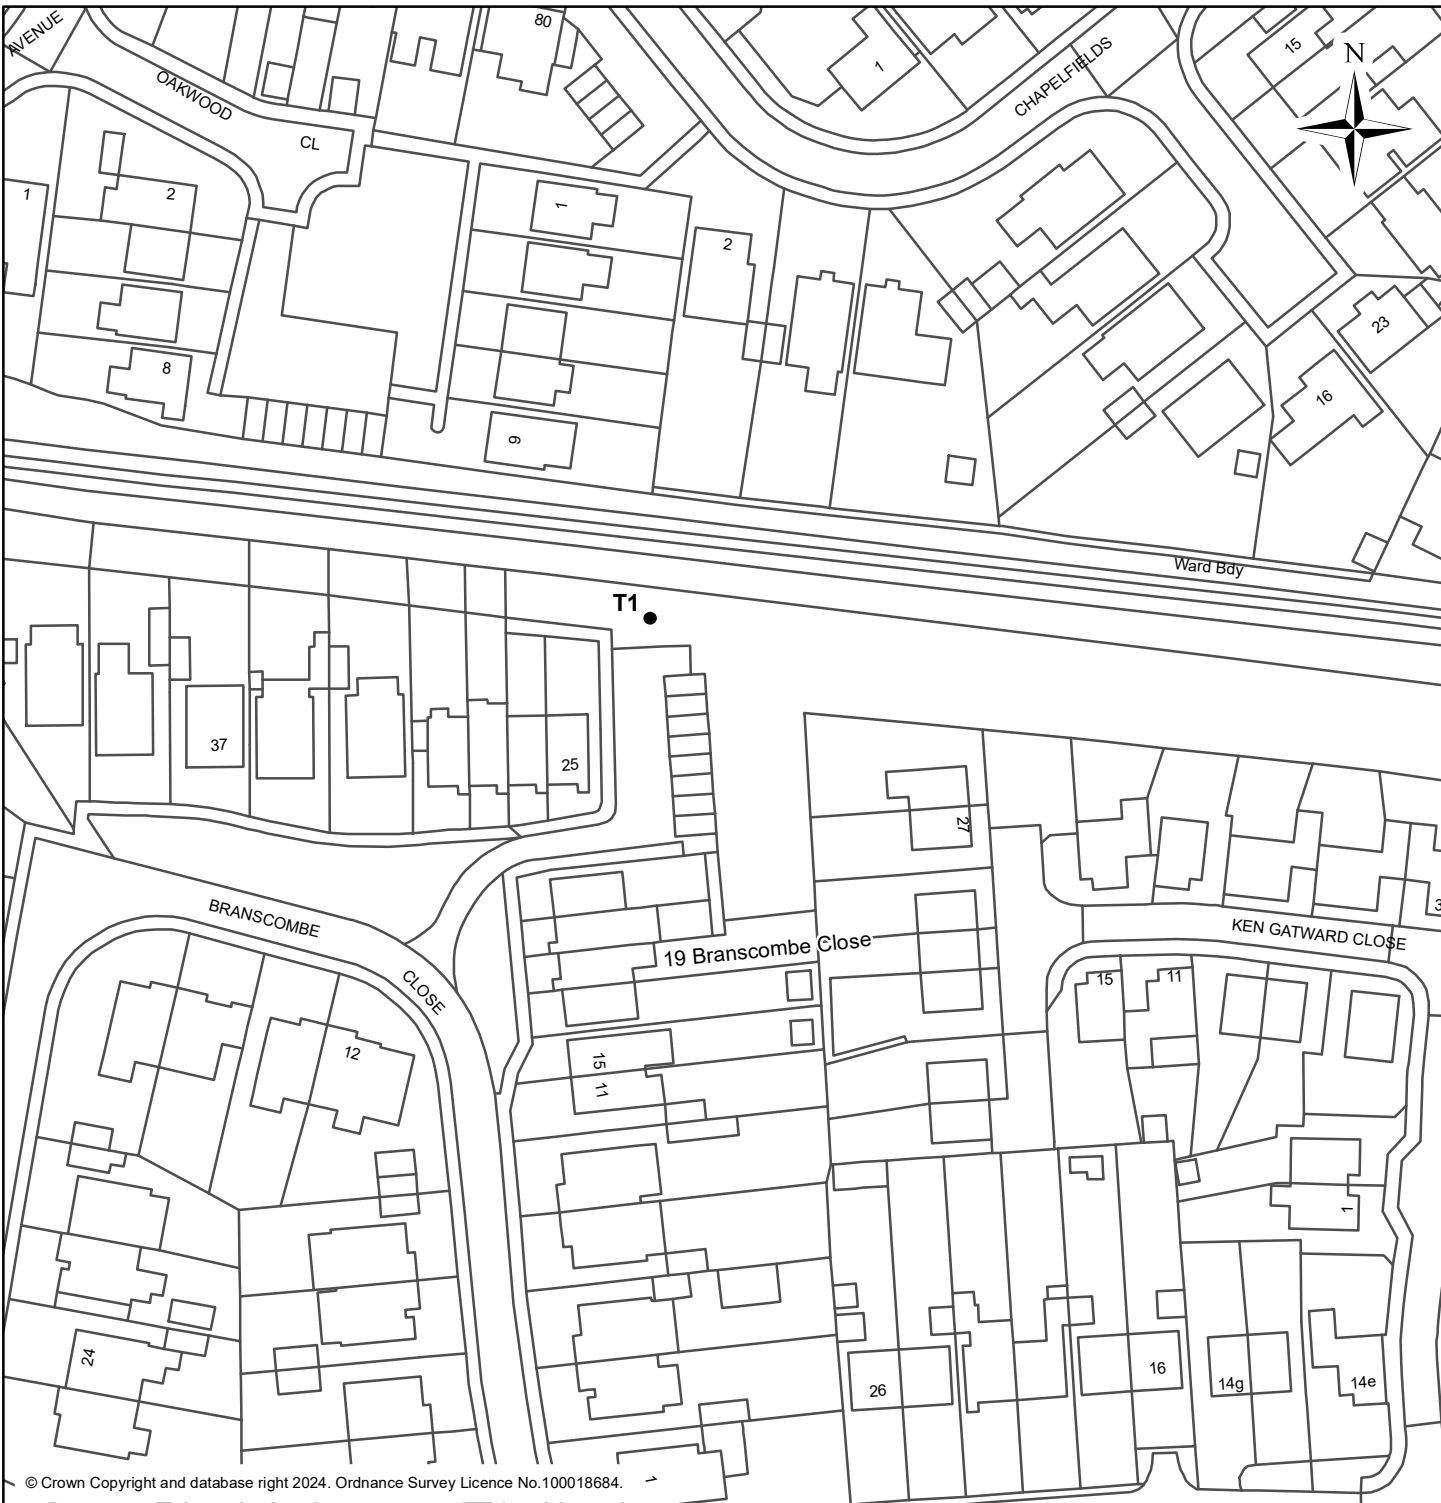 AVENUE
80
OAKWOOD
CL
1
CHAPELFIELDS
15
N
1
2
1
2
23
8
16
9
Ward Bdy
T1
37
25
27
BRANSCOMBE
CLOSE
19 Branscombe Close
KEN GATWARD CLOSE
3
15
11
12
15
11
1
24
26
16
14g
14e
1
© Crown Copyright and database right 2024. Ordnance Survey Licence No.100018684.